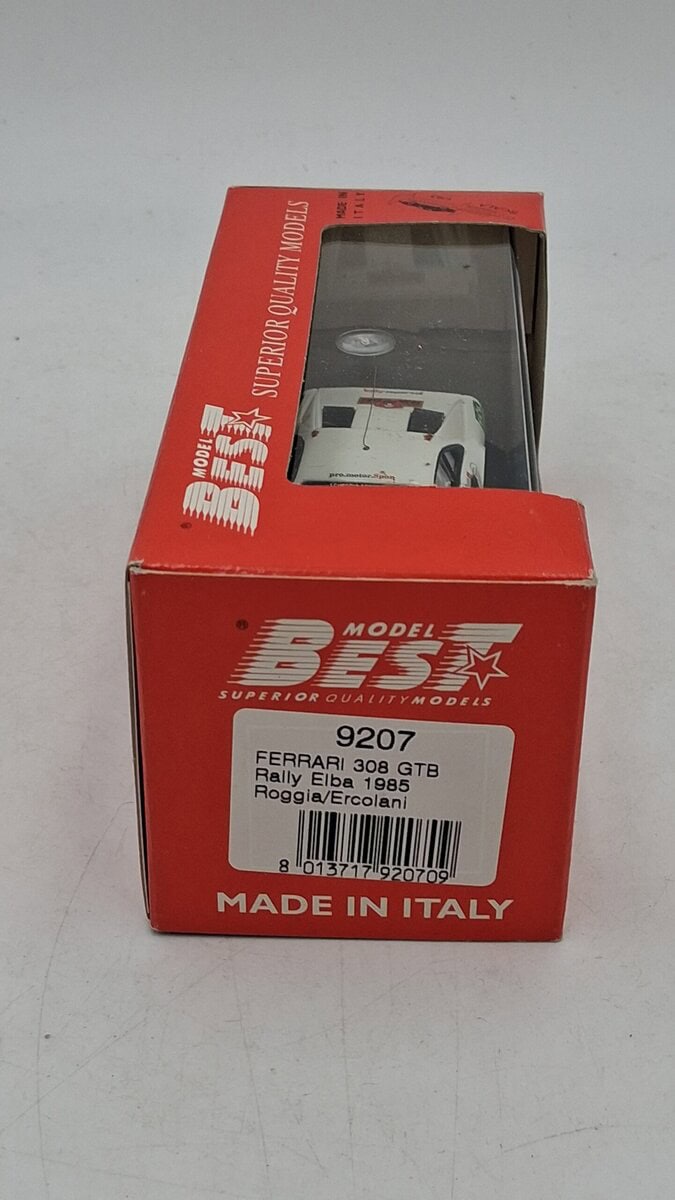 MADE IN
ITALY
SUPERIOR QUALITY MODELS
MODEL
BEST
®
pro.motor.Sport
®
MODEL
BEST
SUPERIOR QUALITY MODELS
9207
FERRARI 308 GTB
Rally Elba 1985
Roggia/Ercolani
8 013717 920709
MADE IN ITALY